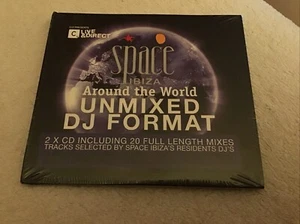 C LIVE
&DIRECT
space
IBIZA
Around the World
UNMIXED
DJ FORMAT
2 X CD INCLUDING 20 FULL LENGTH MIXES
TRACKS SELECTED BY SPACE IBIZA'S RESIDENTS DJ'S